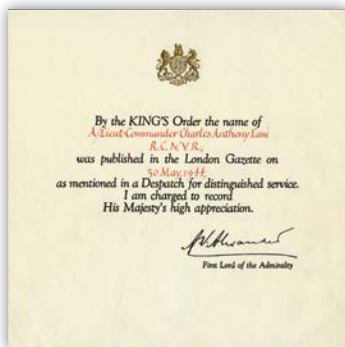 By the KING'S Order the name of
A/Lieut-Commander Charles Anthony Law
R.C.N.V.R.,
was published in the London Gazette on
30 May, 1944,
as mentioned in a Despatch for distinguished service.
I am charged to record
His Majesty's high appreciation.
A.V. Alexander
First Lord of the Admiralty